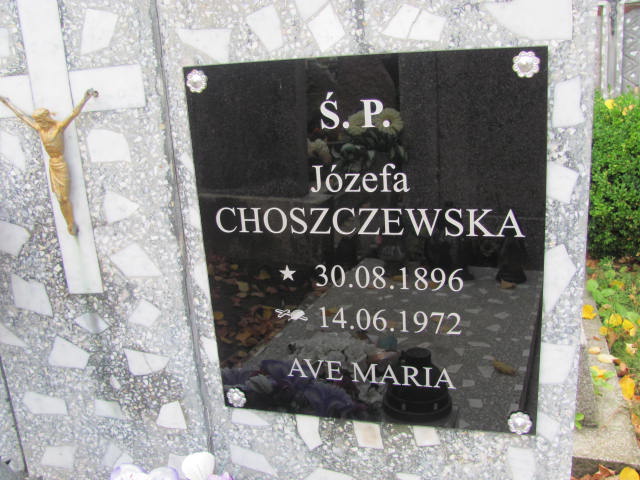 Ś. P.
Józefa
CHOSZCZEWSKA
30.08.1896
14.06.1972
AVE MARIA